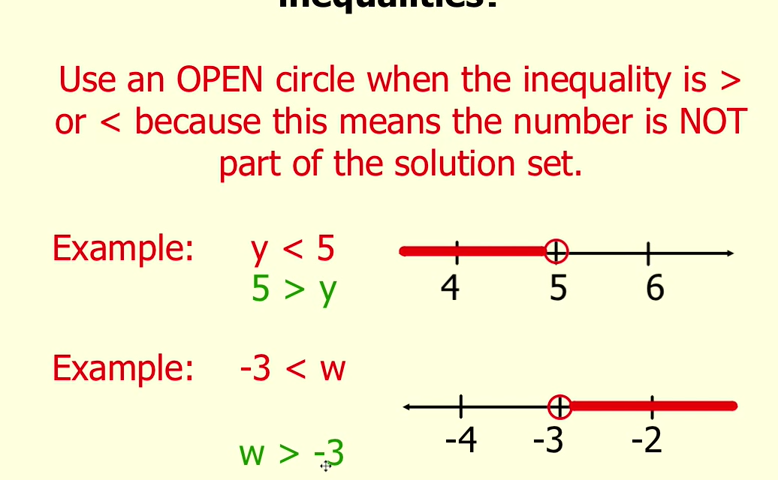 inequalities?
Use an OPEN circle when the inequality is >
or < because this means the number is NOT
part of the solution set.
Example: y < 5
5 > y
4 5 6
Example: -3 < w
-4 -3 -2
w > -3